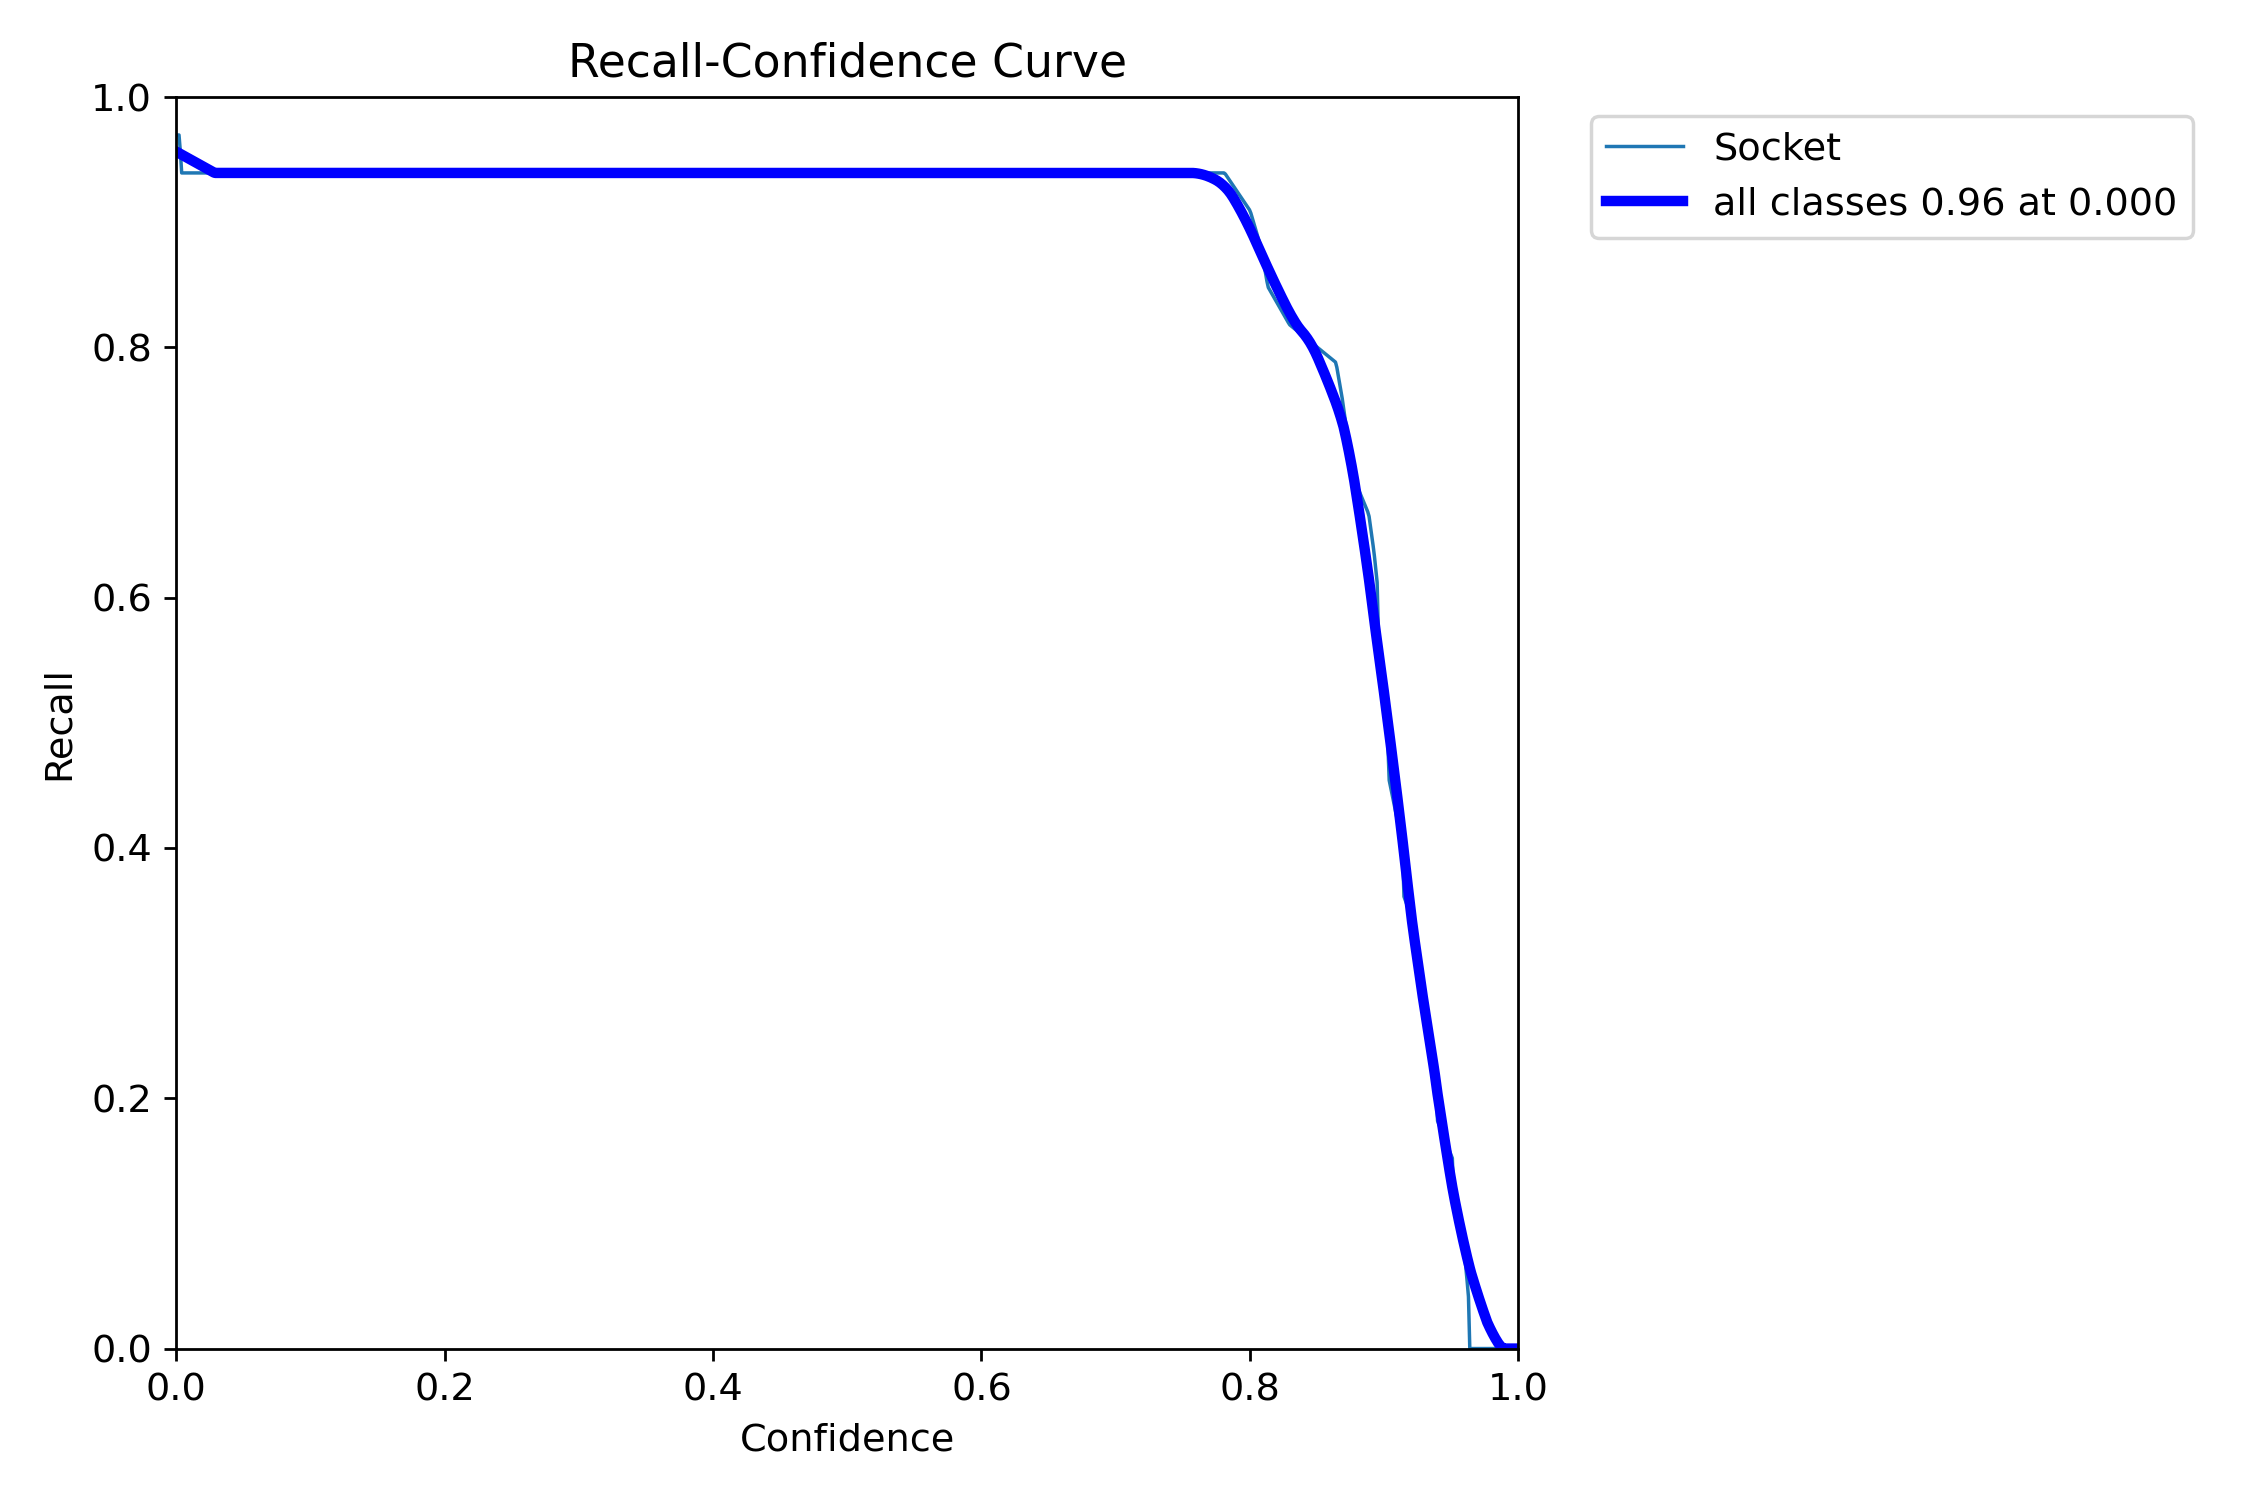 Recall-Confidence Curve
1.0
0.8
0.6
0.4
0.2
0.0
Recall
0.0 0.2 0.4 0.6 0.8 1.0
Confidence
Socket
all classes 0.96 at 0.000